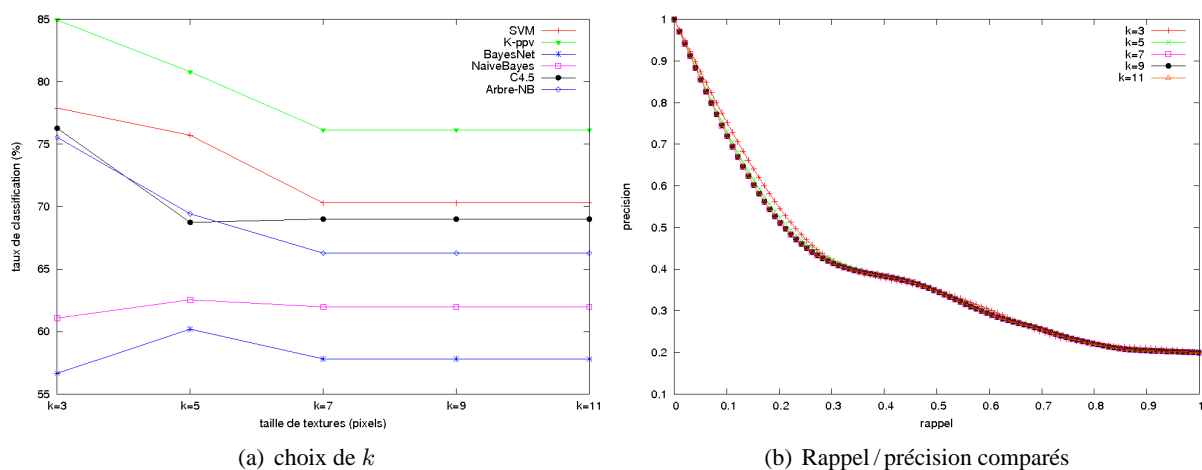 85
80
75
70
65
60
55
taux de classification (%)
SVM
K-ppv
BayesNet
NaiveBayes
C4.5
Arbre-NB
k=3
k=5
k=7
k=9
k=11
taille de textures (pixels)
(a) choix de k
1
0.9
0.8
0.7
0.6
0.5
0.4
0.3
0.2
0.1
precision
k=3
k=5
k=7
k=9
k=11
0
0.1
0.2
0.3
0.4
0.5
0.6
0.7
0.8
0.9
1
rappel
(b) Rappel / précision comparés